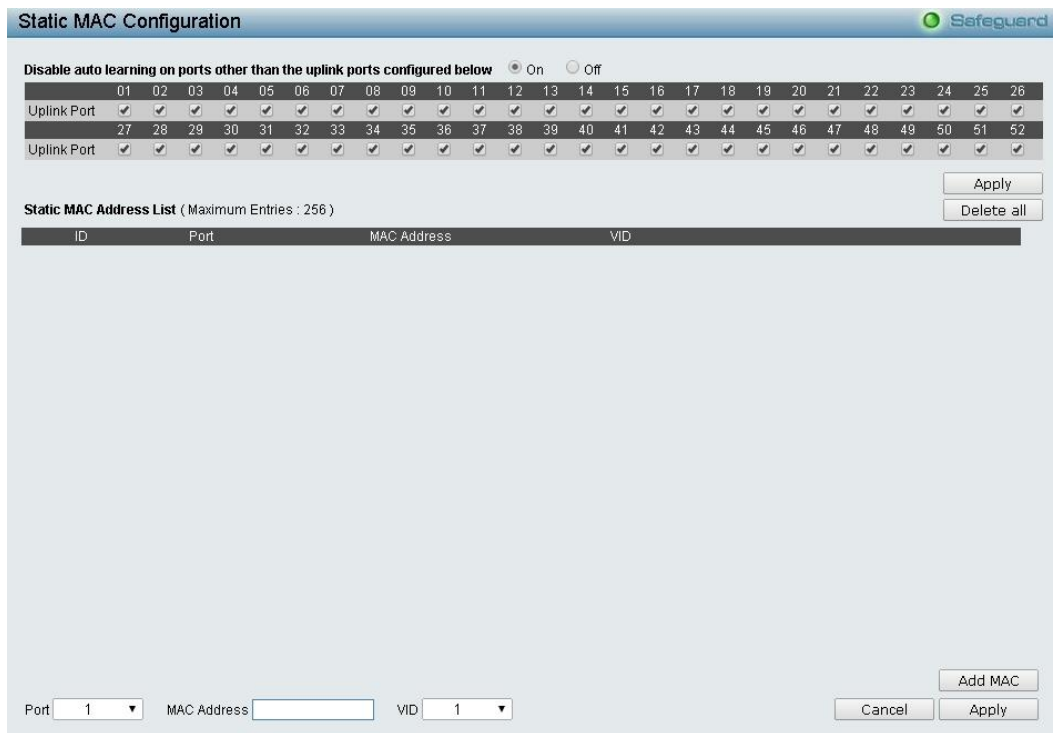 Static MAC Configuration
Safeguard
Disable auto learning on ports other than the uplink ports configured below On Off
01 02 03 04 05 06 07 08 09 10 11 12 13 14 15 16 17 18 19 20 21 22 23 24 25 26
Uplink Port
27 28 29 30 31 32 33 34 35 36 37 38 39 40 41 42 43 44 45 46 47 48 49 50 51 52
Uplink Port
Apply
Static MAC Address List ( Maximum Entries : 256 )
Delete all
ID Port MAC Address VID
Add MAC
Port 1 MAC Address VID 1 Cancel Apply